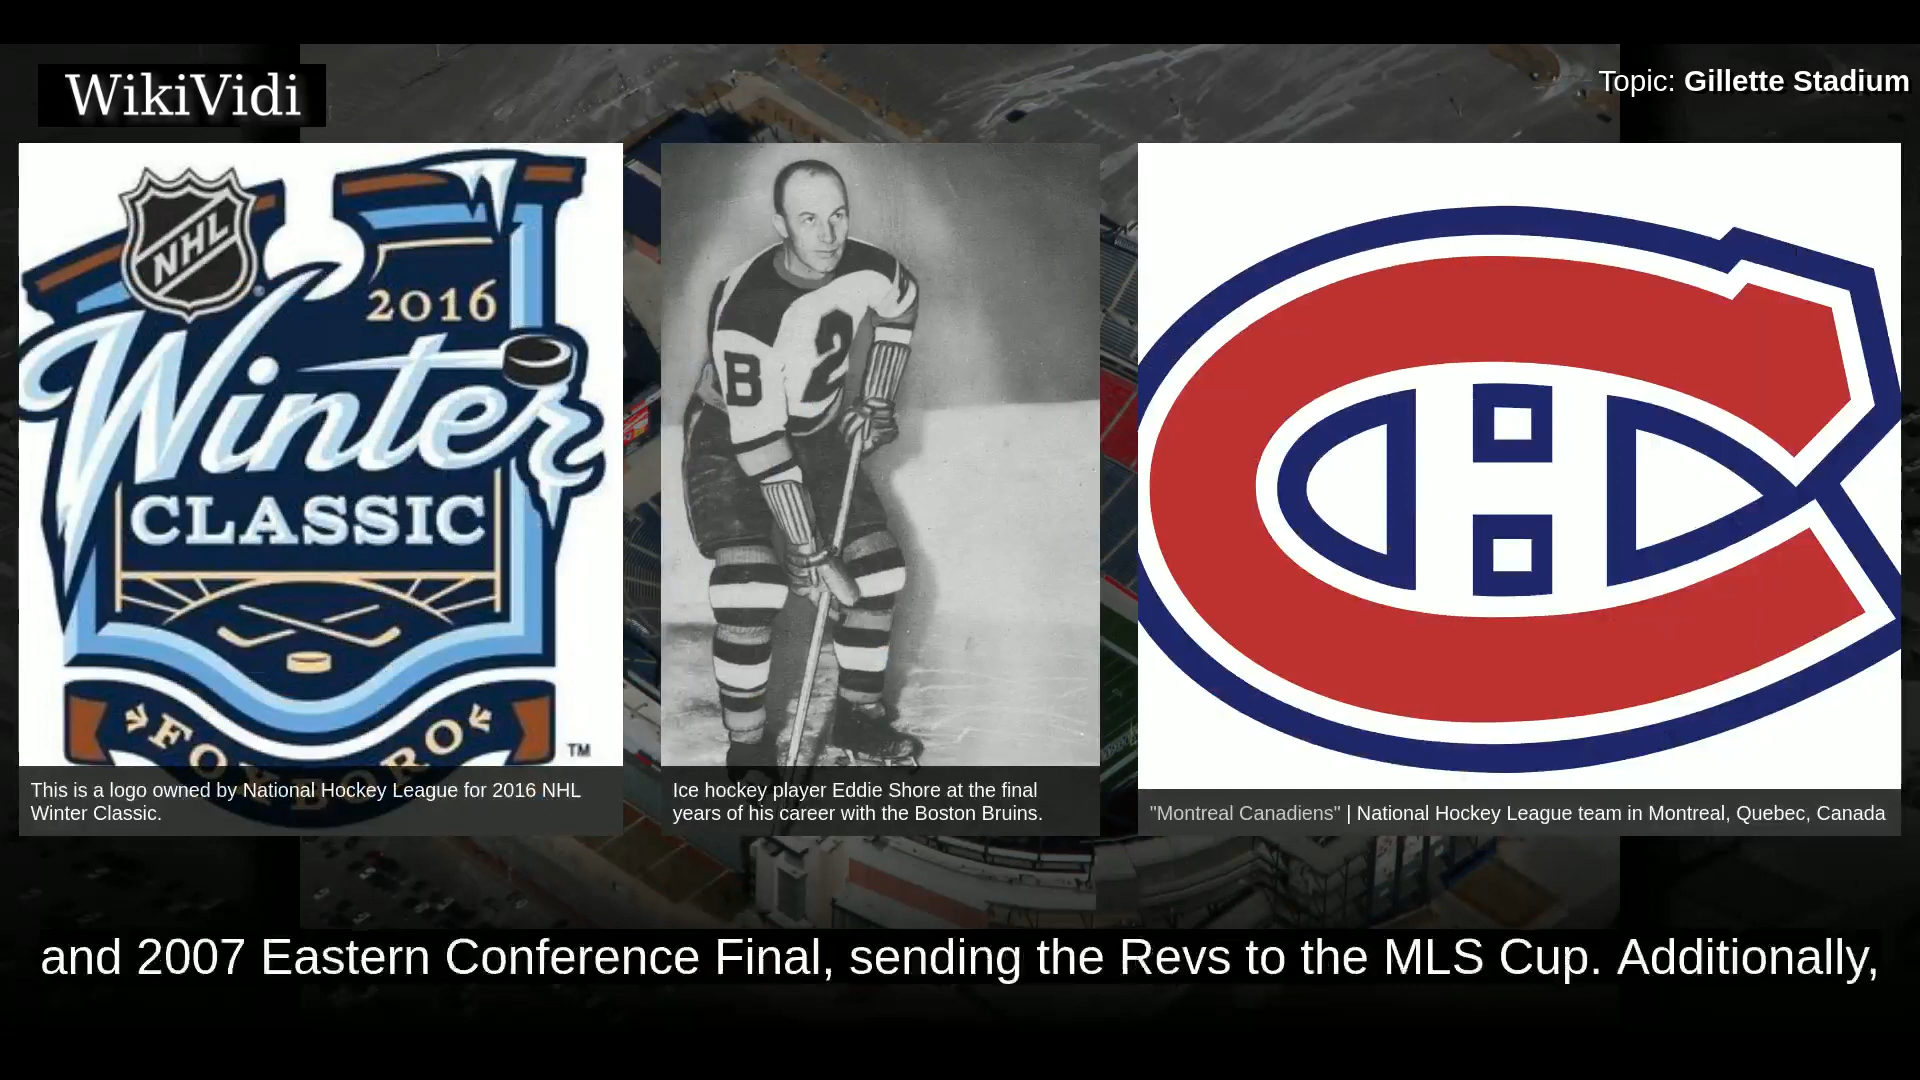 WikiVidi
Topic: Gillette Stadium
NHL
2016
Winter
CLASSIC
FOXBORO
TM
B 2
This is a logo owned by National Hockey League for 2016 NHL
Winter Classic.
Ice hockey player Eddie Shore at the final
years of his career with the Boston Bruins.
"Montreal Canadiens" | National Hockey League team in Montreal, Quebec, Canada
and 2007 Eastern Conference Final, sending the Revs to the MLS Cup. Additionally,